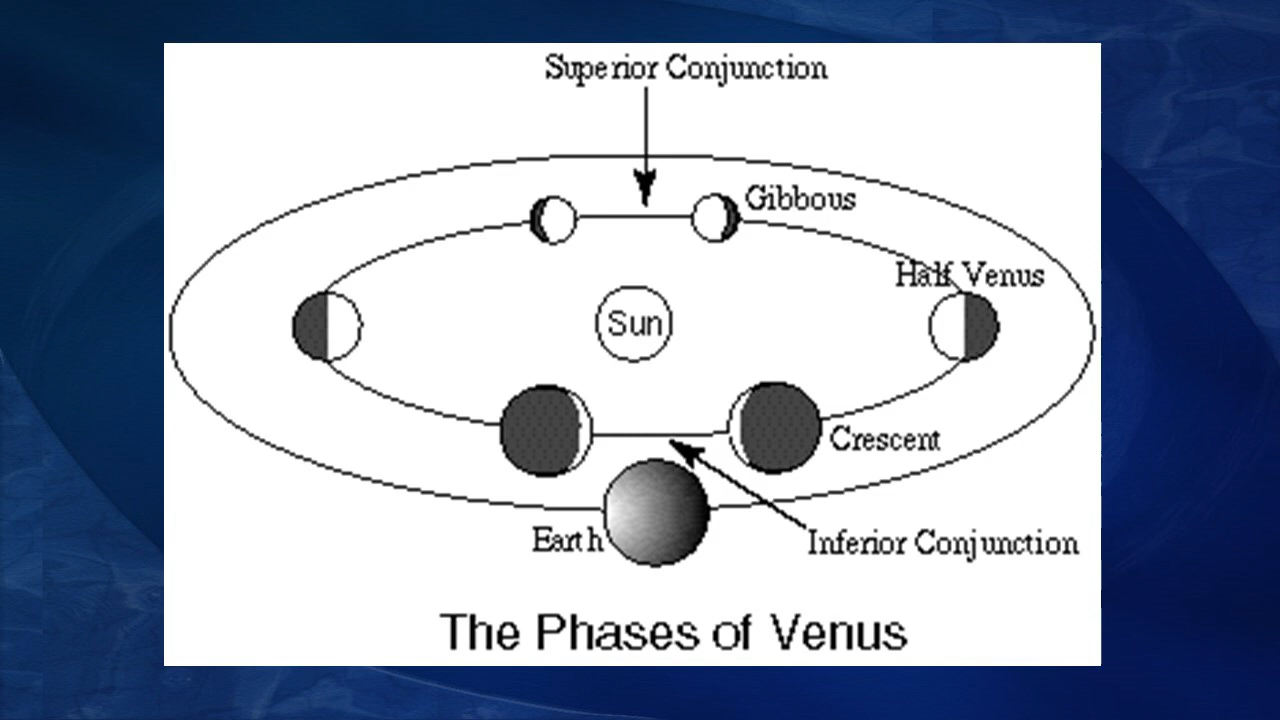 Superior Conjunction
Gibbous
Half Venus
Sun
Crescent
Earth
Inferior Conjunction
The Phases of Venus